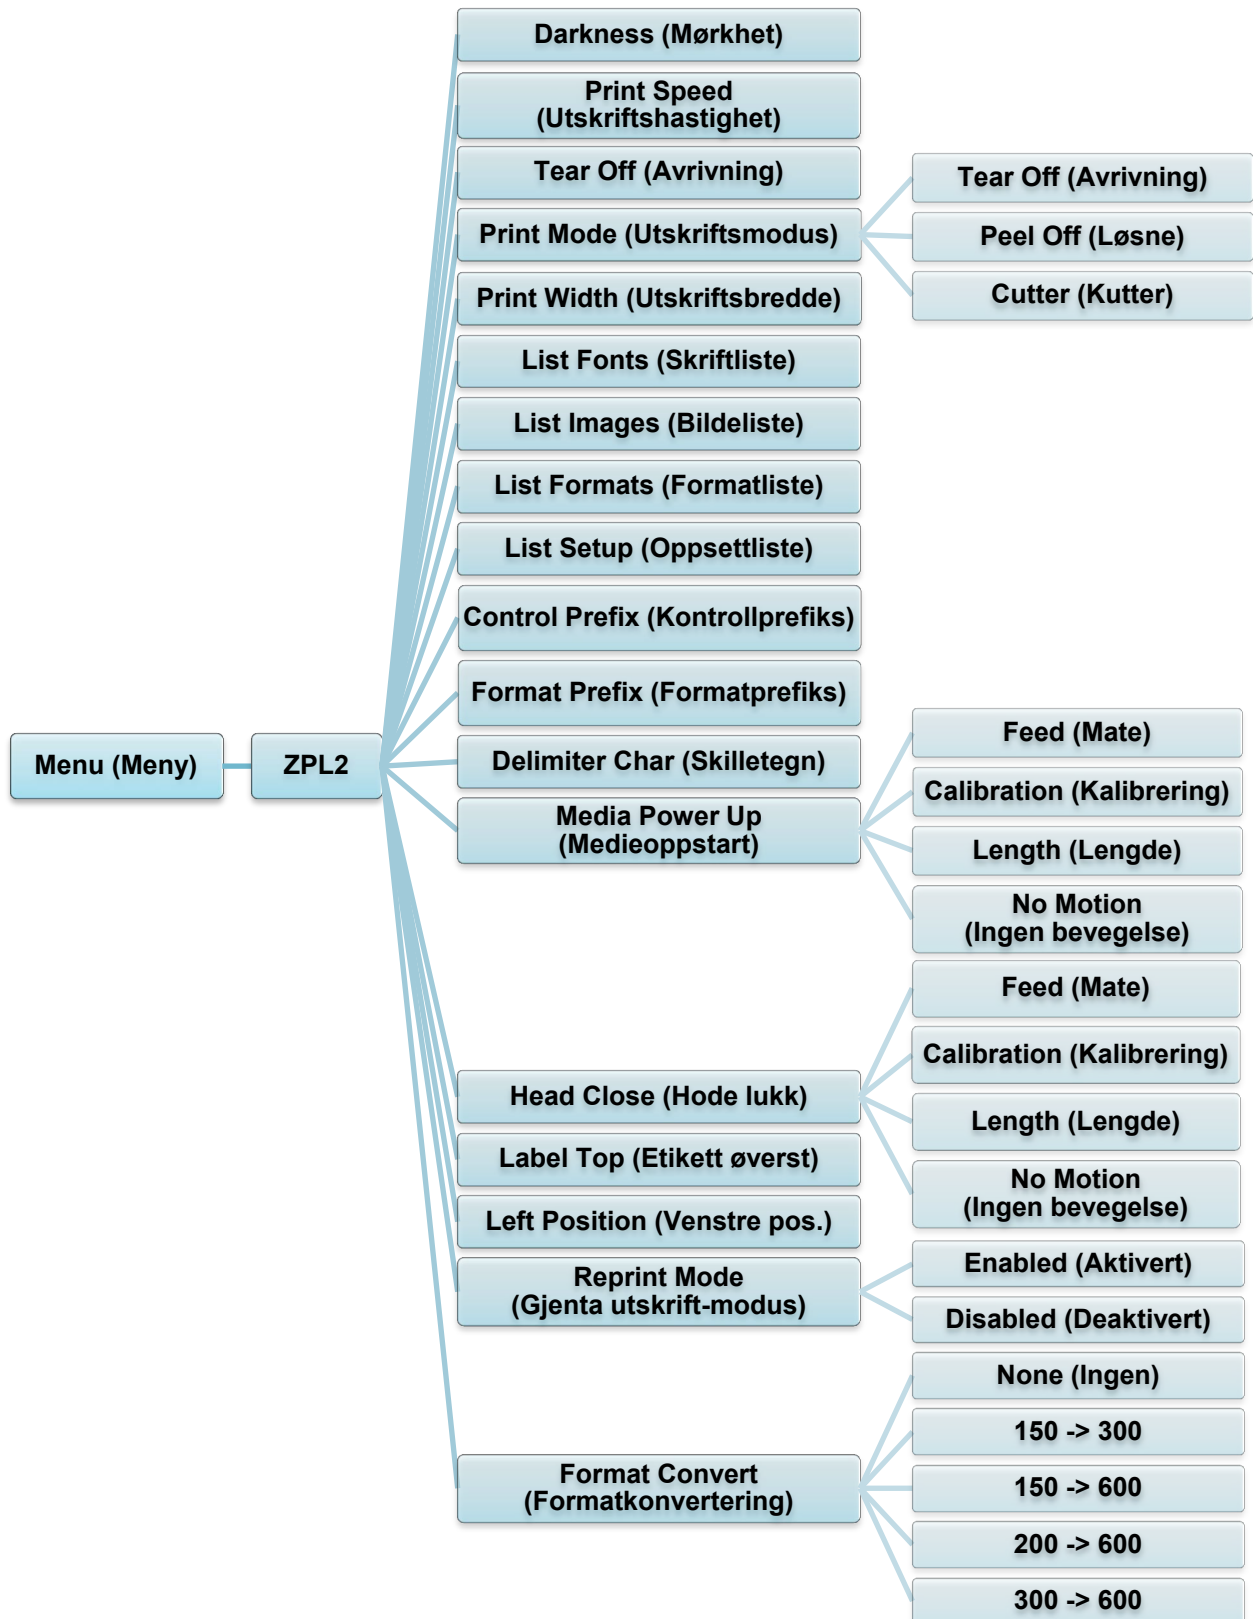 Darkness (Mørkhet)
Print Speed
(Utskriftshastighet)
Tear Off (Avrivning)
Print Mode (Utskriftsmodus)
Tear Off (Avrivning)
Peel Off (Løsne)
Cutter (Kutter)
Print Width (Utskriftsbredde)
List Fonts (Skriftliste)
List Images (Bildeliste)
List Formats (Formatliste)
List Setup (Oppsettliste)
Control Prefix (Kontrollprefiks)
Format Prefix (Formatprefiks)
Menu (Meny)
ZPL2
Delimiter Char (Skilletegn)
Media Power Up
(Medieoppstart)
Feed (Mate)
Calibration (Kalibrering)
Length (Lengde)
No Motion
(Ingen bevegelse)
Head Close (Hode lukk)
Feed (Mate)
Calibration (Kalibrering)
Length (Lengde)
No Motion
(Ingen bevegelse)
Label Top (Etikett øverst)
Left Position (Venstre pos.)
Reprint Mode
(Gjenta utskrift-modus)
Enabled (Aktivert)
Disabled (Deaktivert)
Format Convert
(Formatkonvertering)
None (Ingen)
150 -> 300
150 -> 600
200 -> 600
300 -> 600